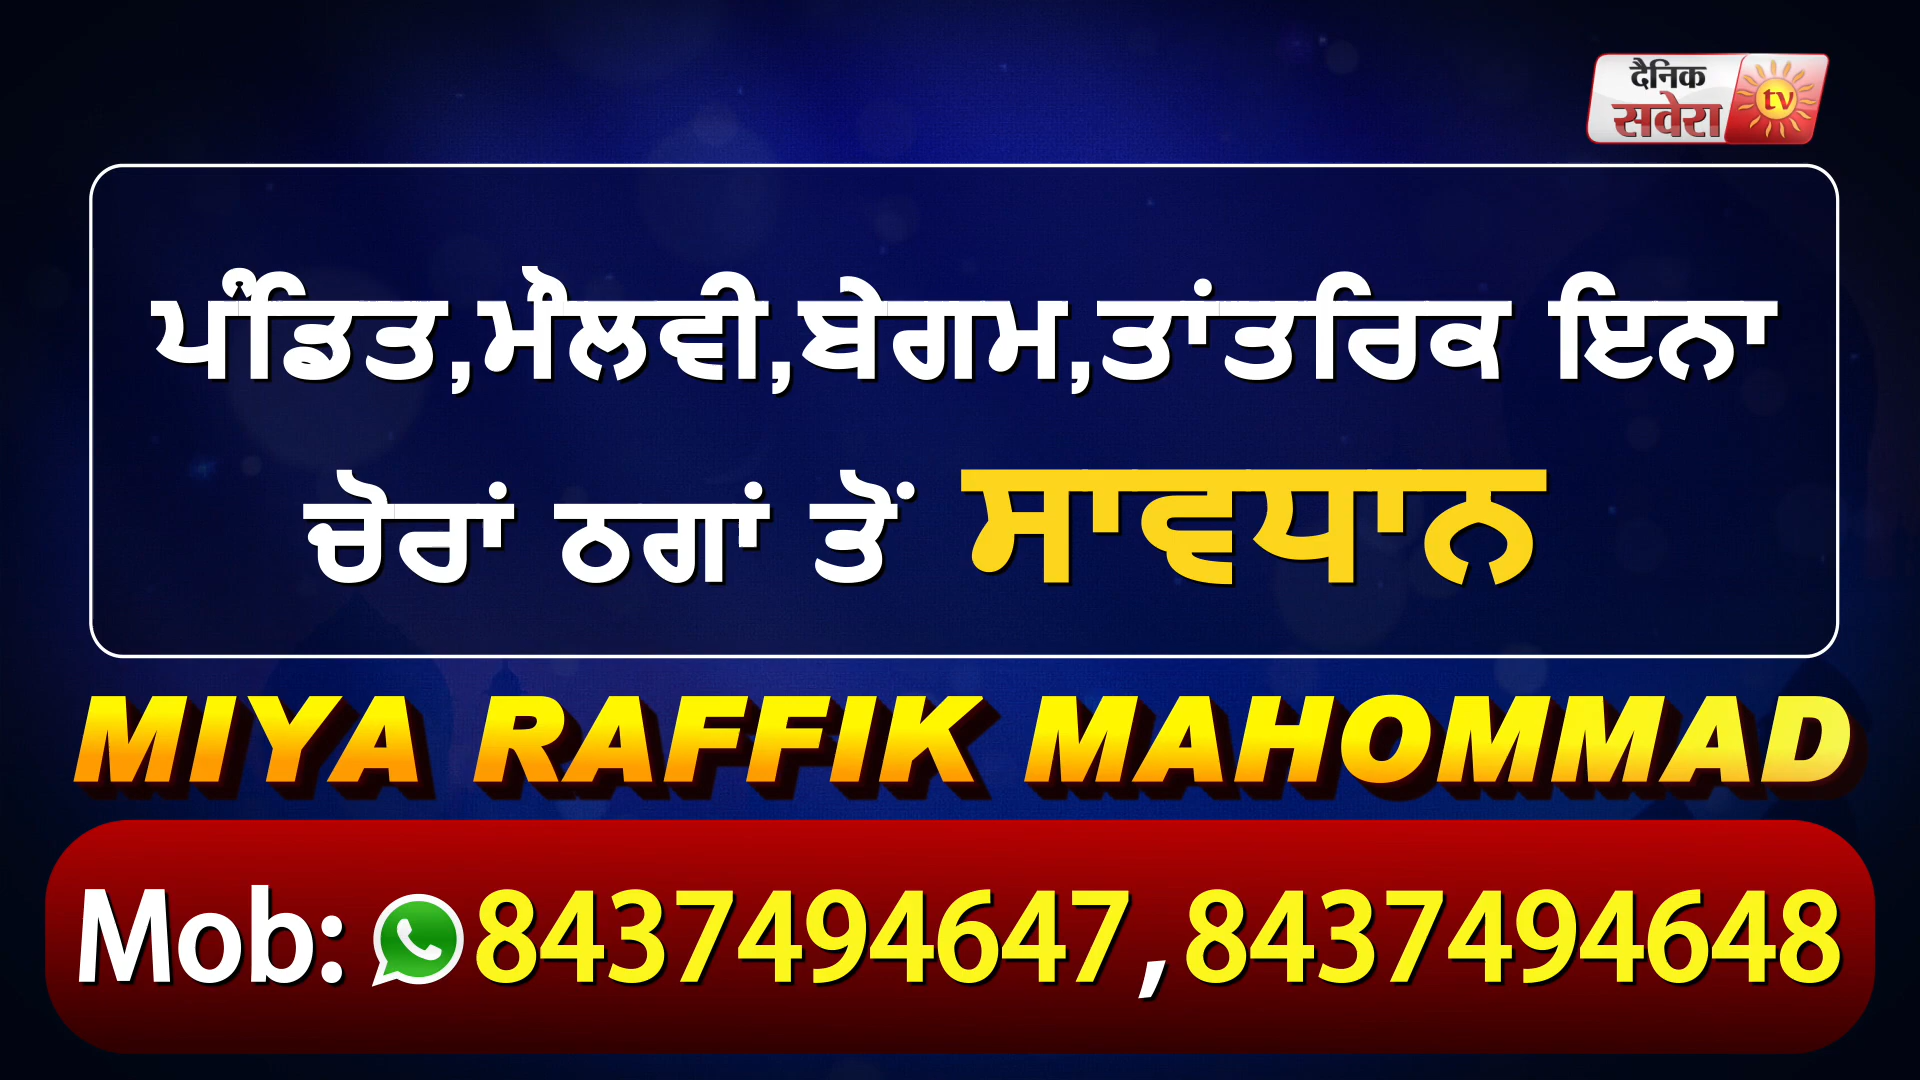 दैनिक
सवेरा tv
ਪੰਡਿਤ,ਮੌਲਵੀ,ਬੇਗਮ,ਤਾਂਤਰਿਕ ਇਨਾ
ਚੋਰਾਂ ਠਗਾਂ ਤੋਂ ਸਾਵਧਾਨ
MIYA RAFFIK MAHOMMAD
Mob: 8437494647, 8437494648